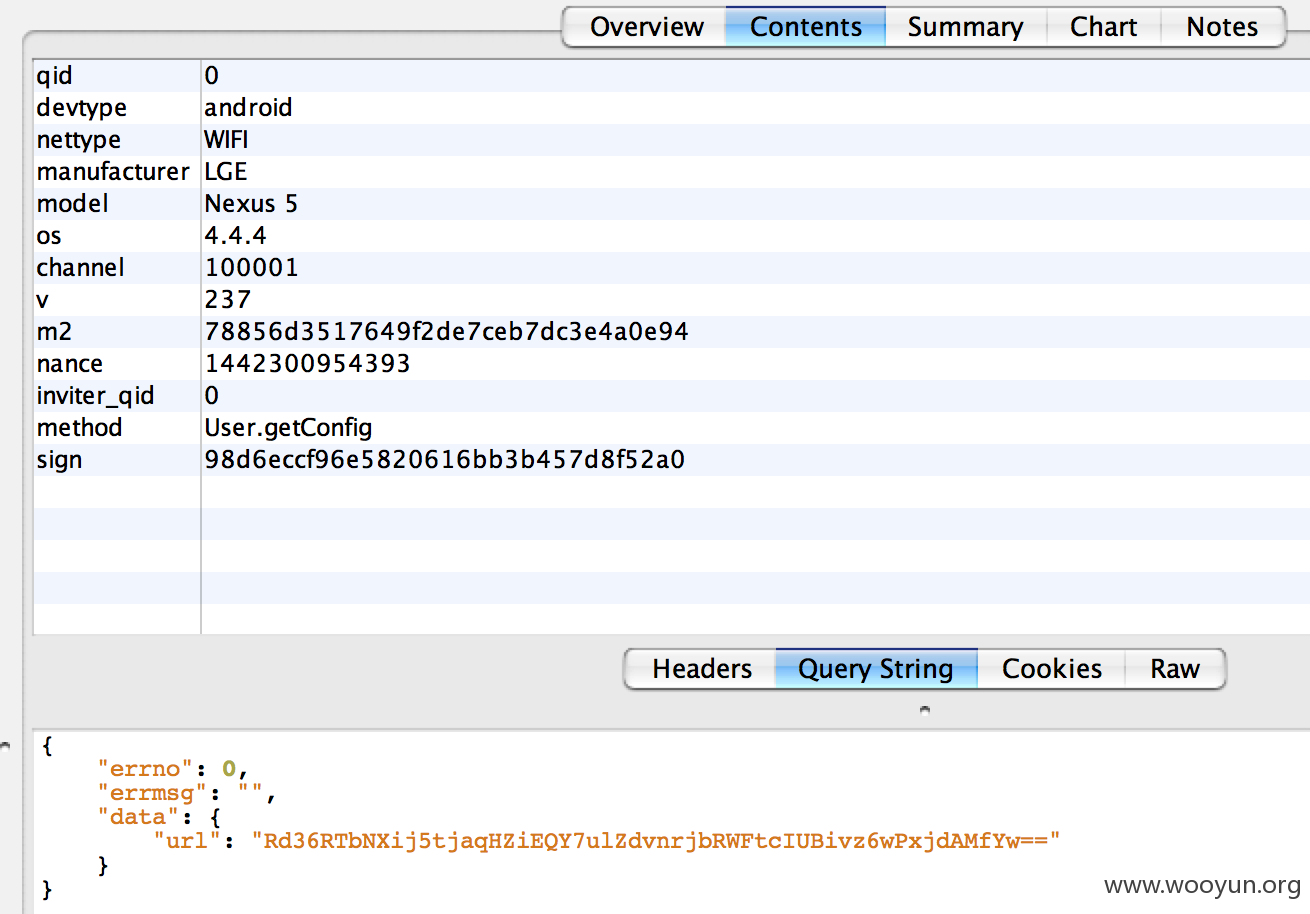 Overview Contents Summary Chart Notes
qid 0
devtype android
nettype WIFI
manufacturer LGE
model Nexus 5
os 4.4.4
channel 100001
v 237
m2 78856d3517649f2de7ceb7dc3e4a0e94
nance 1442300954393
inviter_qid 0
method User.getConfig
sign 98d6eccf96e5820616bb3b457d8f52a0
Headers Query String Cookies Raw
{
"errno": 0,
"errmsg": "",
"data": {
"url": "Rd36RTbNXij5tjaqHZiEQY7ulZdvnrjbRWFtcIUBivz6wPxjdAMfYw=="
}
}
www.wooyun.org